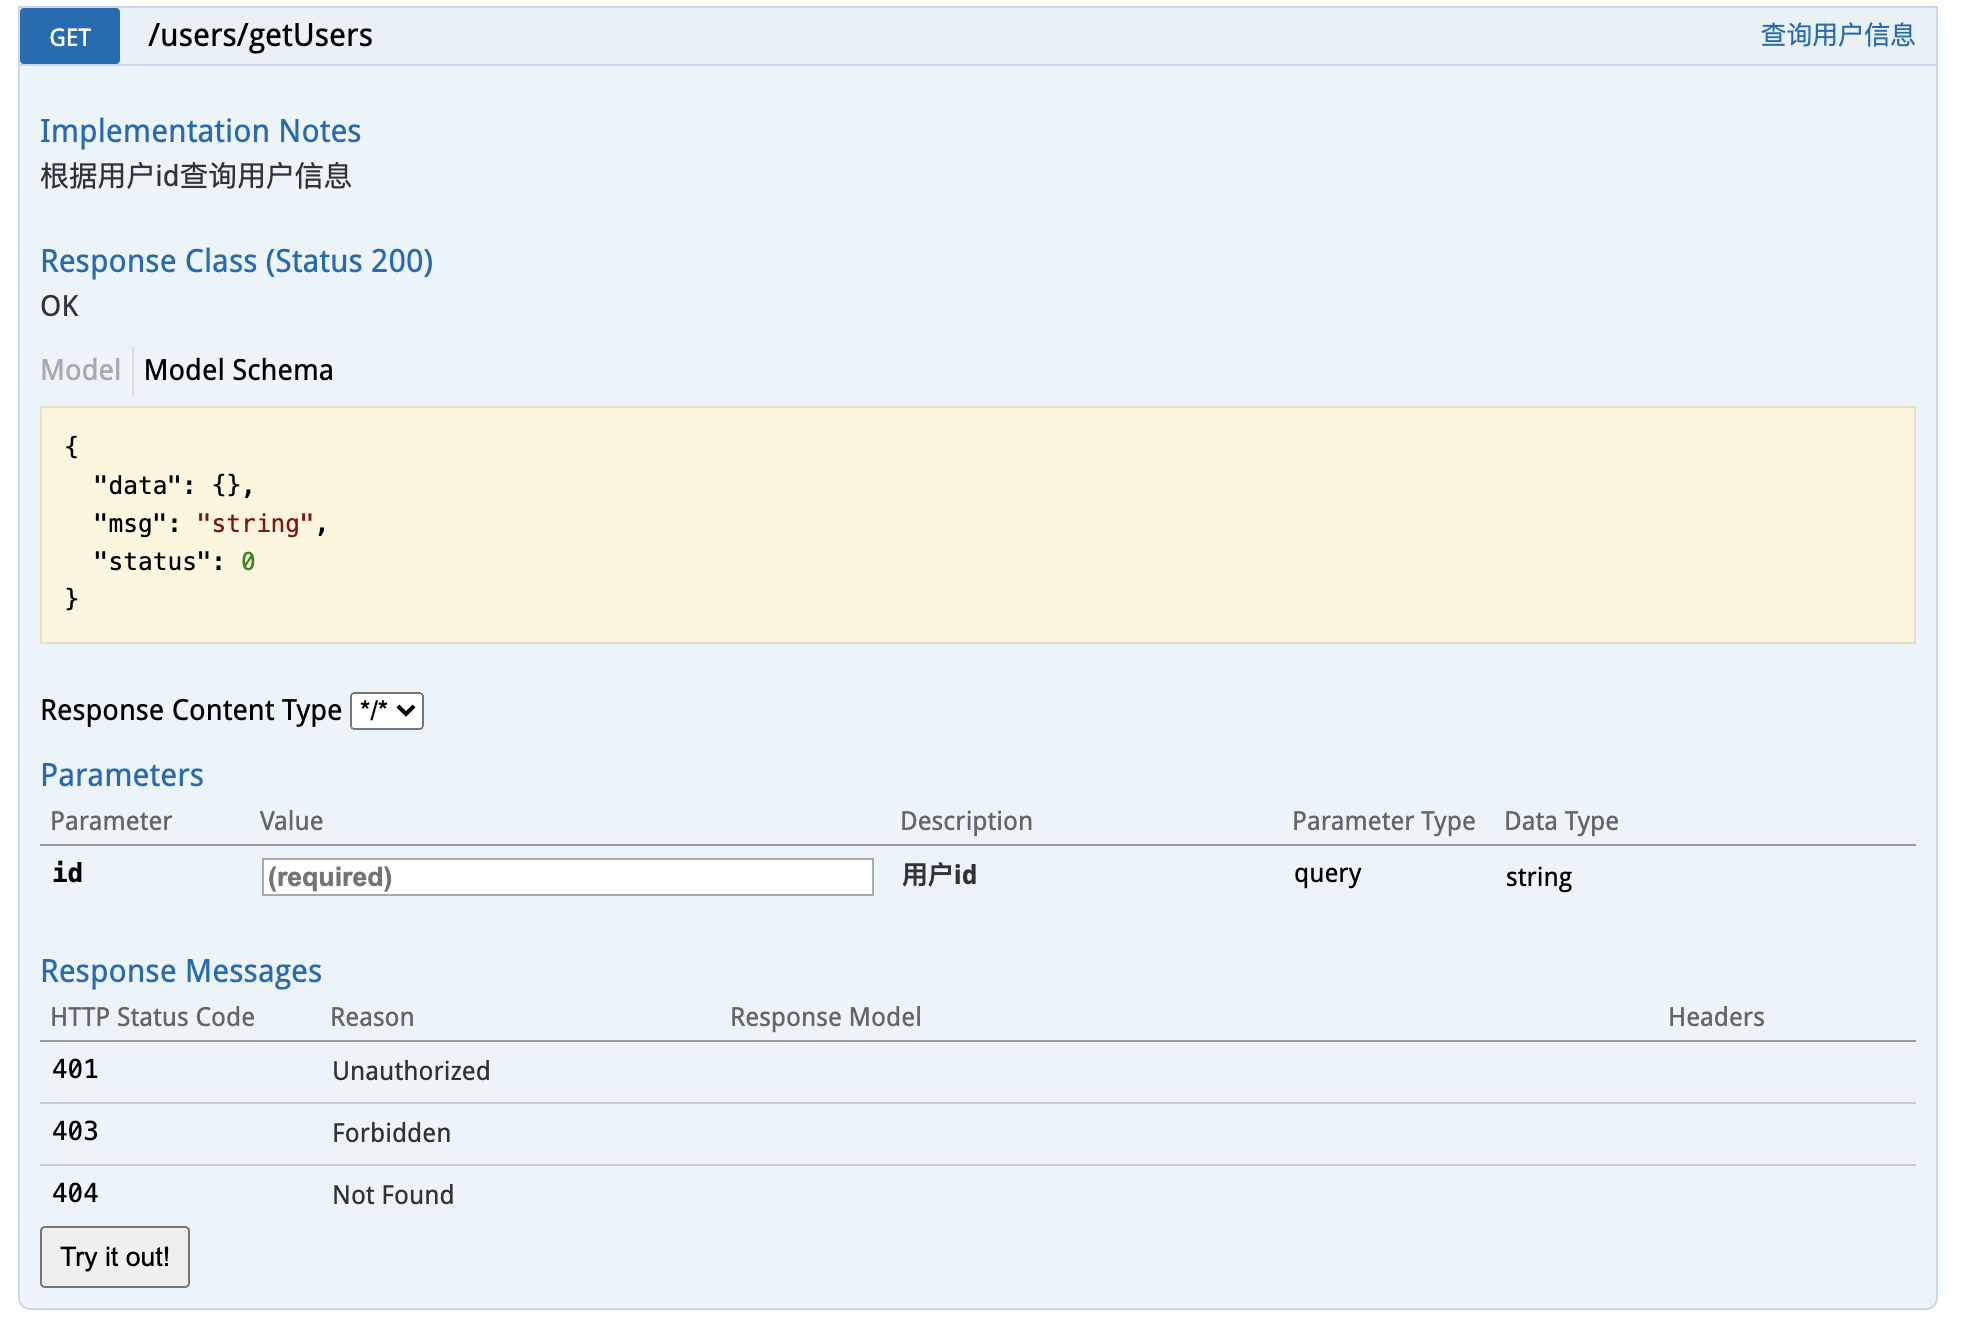 GET /users/getUsers 查询用户信息
Implementation Notes
根据用户id查询用户信息
Response Class (Status 200)
OK
Model Model Schema
{
  "data": {},
  "msg": "string",
  "status": 0
}
Response Content Type */*
Parameters
Parameter Value Description Parameter Type Data Type
id (required) 用户id query string
Response Messages
HTTP Status Code Reason Response Model Headers
401 Unauthorized
403 Forbidden
404 Not Found
Try it out!